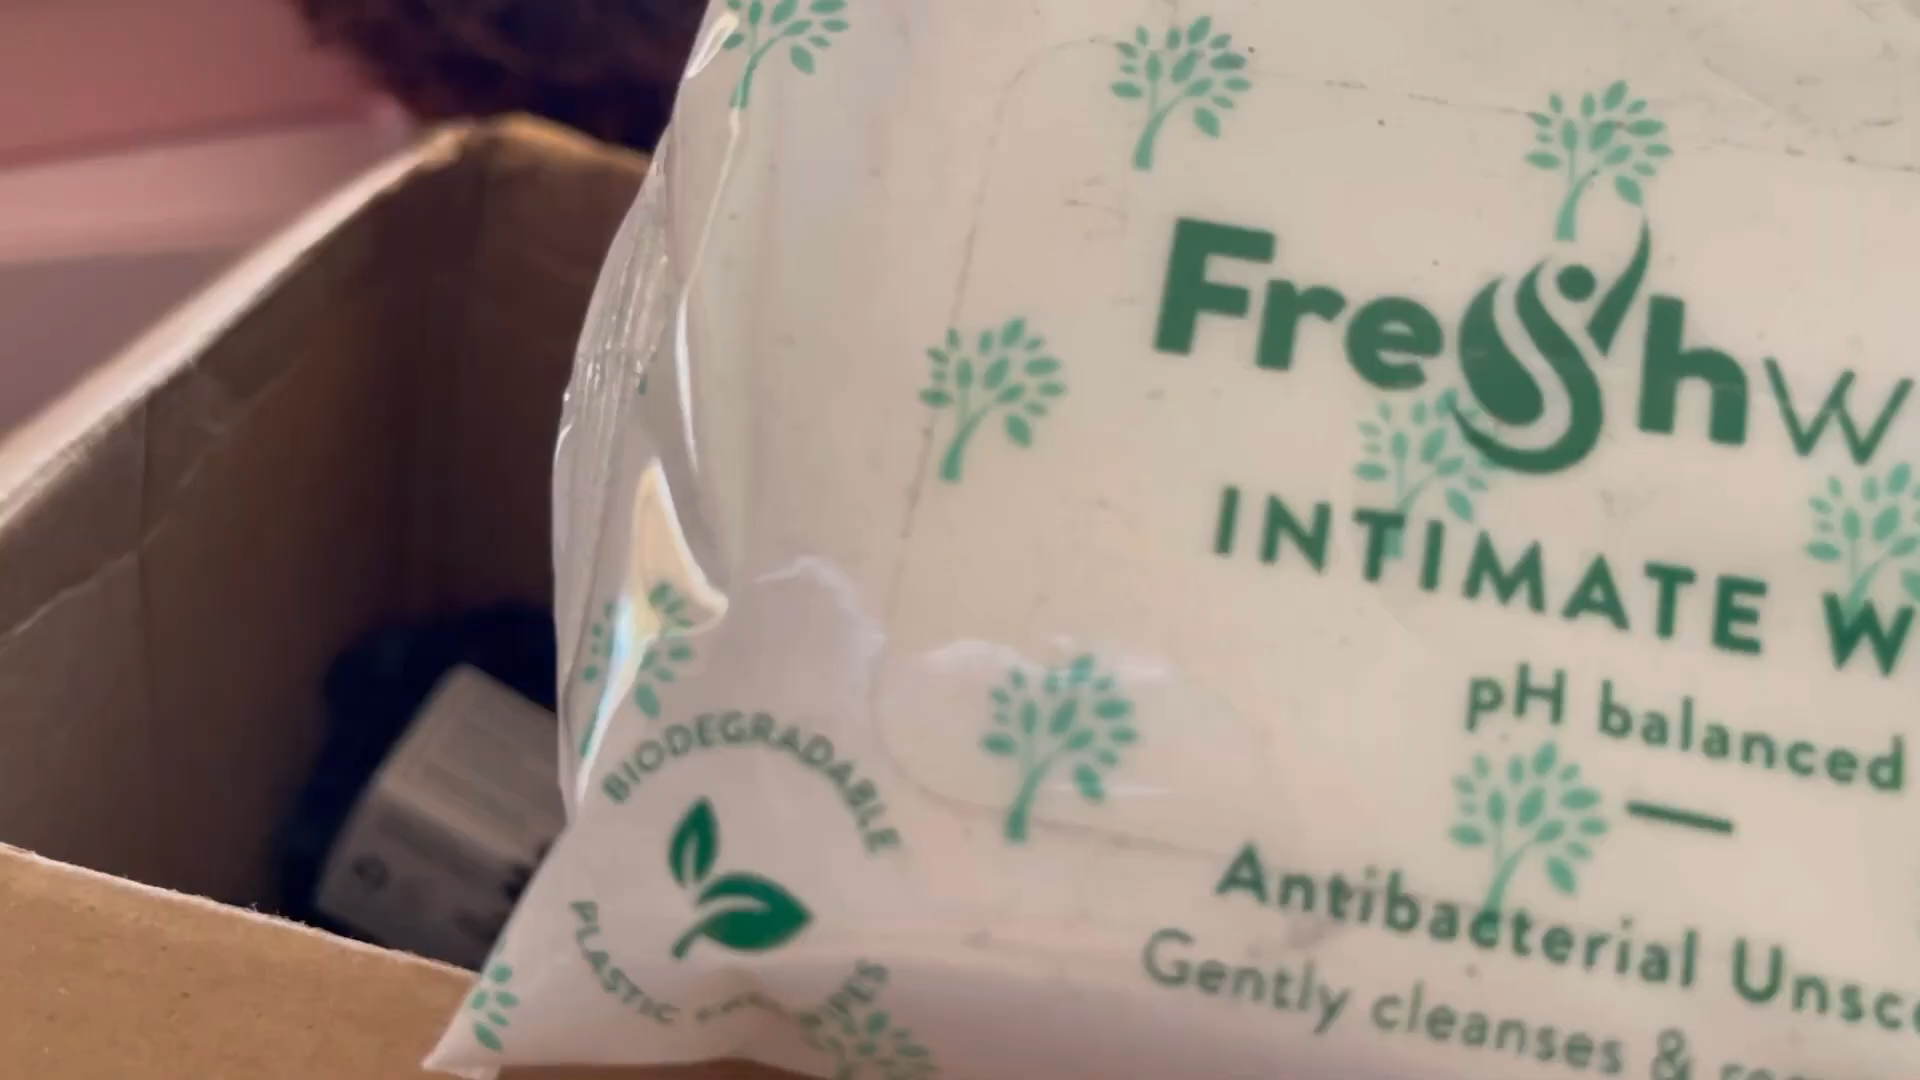 Freshw
INTIMATE W
pH balanced
Antibacterial Unsc
Gently cleanses &
BIODEGRADABLE
PLASTIC